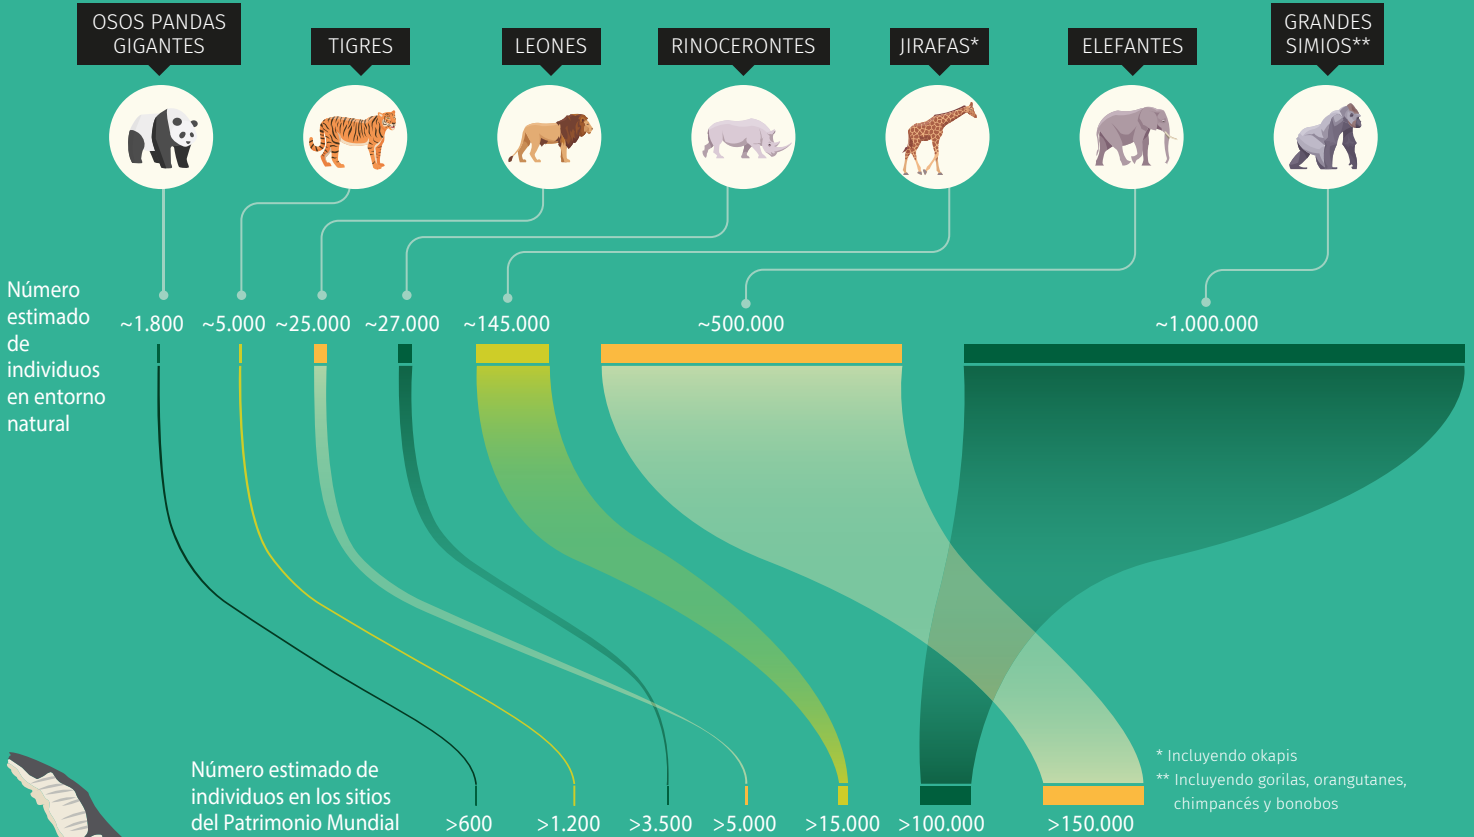 OSOS PANDAS
GIGANTES
TIGRES
LEONES
RINOCERONTES
JIRAFAS*
ELEFANTES
GRANDES
SIMIOS**
Número
estimado
de
individuos
en entorno
natural
~1.800
~5.000
~25.000
~27.000
~145.000
~500.000
~1.000.000
Número estimado de
individuos en los sitios
del Patrimonio Mundial
>600
>1.200
>3.500
>5.000
>15.000
>100.000
>150.000
* Incluyendo okapis
** Incluyendo gorilas, orangutanes,
chimpancés y bonobos